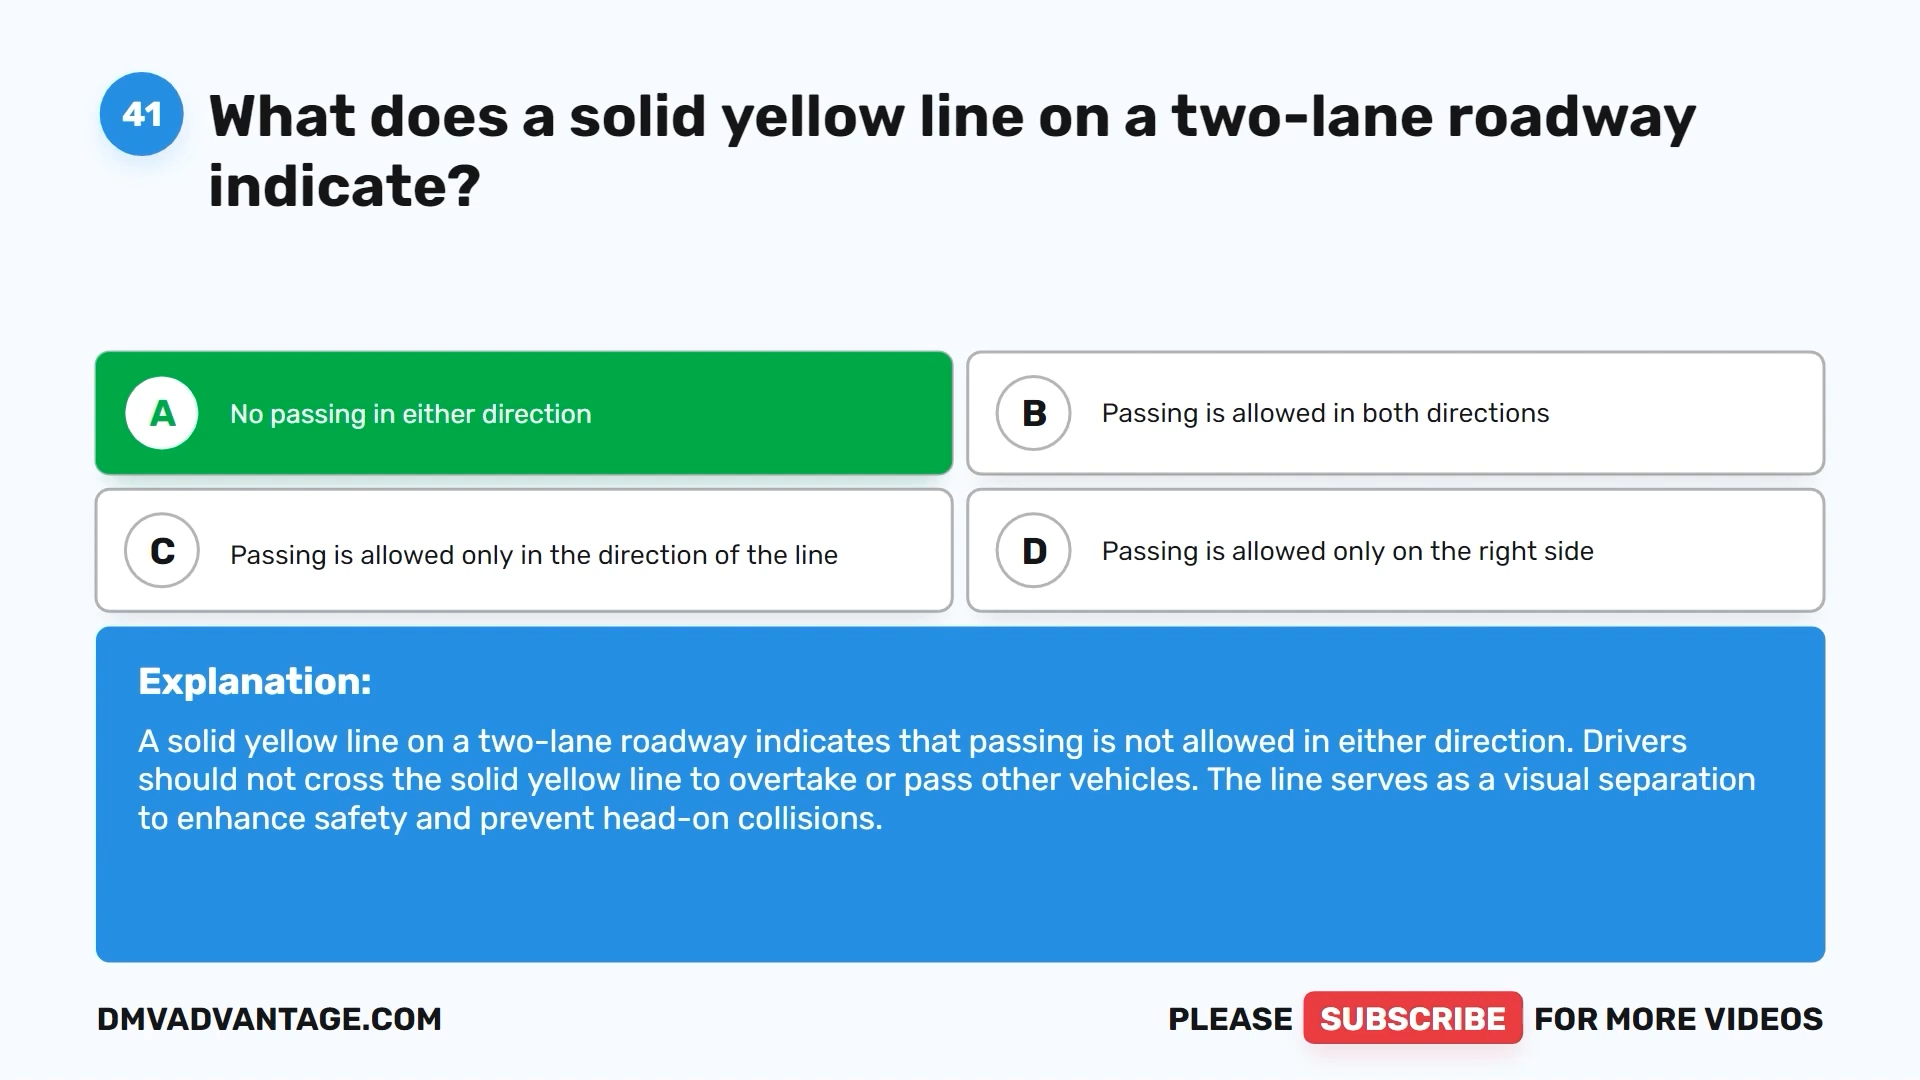 41
What does a solid yellow line on a two-lane roadway
indicate?
A No passing in either direction
B Passing is allowed in both directions
C Passing is allowed only in the direction of the line
D Passing is allowed only on the right side
Explanation:
A solid yellow line on a two-lane roadway indicates that passing is not allowed in either direction. Drivers
should not cross the solid yellow line to overtake or pass other vehicles. The line serves as a visual separation
to enhance safety and prevent head-on collisions.
DMVADVANTAGE.COM
PLEASE SUBSCRIBE FOR MORE VIDEOS